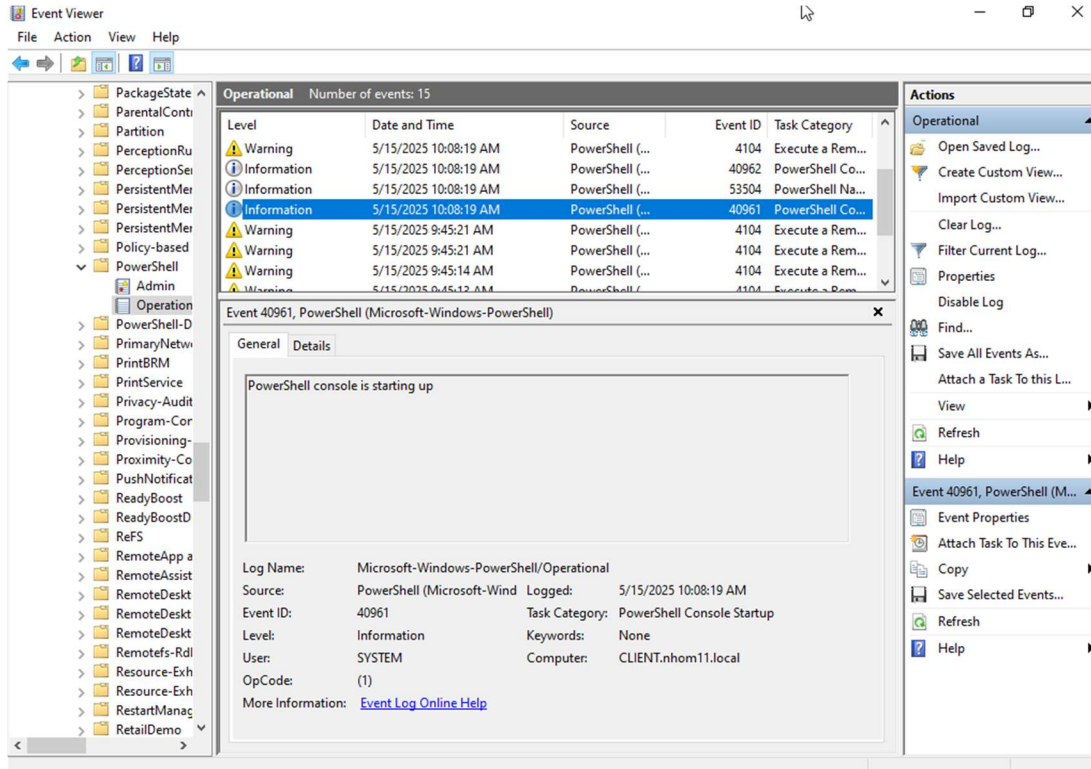 Event Viewer
File Action View Help
PackageState
ParentalContr
Partition
PerceptionRu
PerceptionSe
PersistentMer
PersistentMer
PersistentMer
Policy-based
PowerShell
Admin
Operation
PowerShell-D
PrimaryNetw
PrintBRM
PrintService
Privacy-Audit
Program-Cor
Provisioning-
Proximity-Co
PushNotificat
ReadyBoost
ReadyBoostD
ReFS
RemoteApp a
RemoteAssist
RemoteDeskt
RemoteDeskt
RemoteDeskt
Remotefs-Rdl
Resource-Exh
Resource-Exh
RestartManag
RetailDemo
Operational Number of events: 15
Level Date and Time Source Event ID Task Category
Warning 5/15/2025 10:08:19 AM PowerShell (... 4104 Execute a Rem...
Information 5/15/2025 10:08:19 AM PowerShell (... 40962 PowerShell Co...
Information 5/15/2025 10:08:19 AM PowerShell (... 53504 PowerShell Na...
Information 5/15/2025 10:08:19 AM PowerShell (... 40961 PowerShell Co...
Warning 5/15/2025 9:45:21 AM PowerShell (... 4104 Execute a Rem...
Warning 5/15/2025 9:45:21 AM PowerShell (... 4104 Execute a Rem...
Warning 5/15/2025 9:45:14 AM PowerShell (... 4104 Execute a Rem...
Warning 5/15/2025 9:45:13 AM PowerShell (... 4104 Execute a Rem...
Event 40961, PowerShell (Microsoft-Windows-PowerShell)
General Details
PowerShell console is starting up
Log Name: Microsoft-Windows-PowerShell/Operational
Source: PowerShell (Microsoft-Wind Logged: 5/15/2025 10:08:19 AM
Event ID: 40961 Task Category: PowerShell Console Startup
Level: Information Keywords: None
User: SYSTEM Computer: CLIENT.nhom11.local
OpCode: (1)
More Information: Event Log Online Help
Actions
Operational
Open Saved Log...
Create Custom View...
Import Custom View...
Clear Log...
Filter Current Log...
Properties
Disable Log
Find...
Save All Events As...
Attach a Task To this L...
View
Refresh
Help
Event 40961, PowerShell (M...
Event Properties
Attach Task To This Eve...
Copy
Save Selected Events...
Refresh
Help